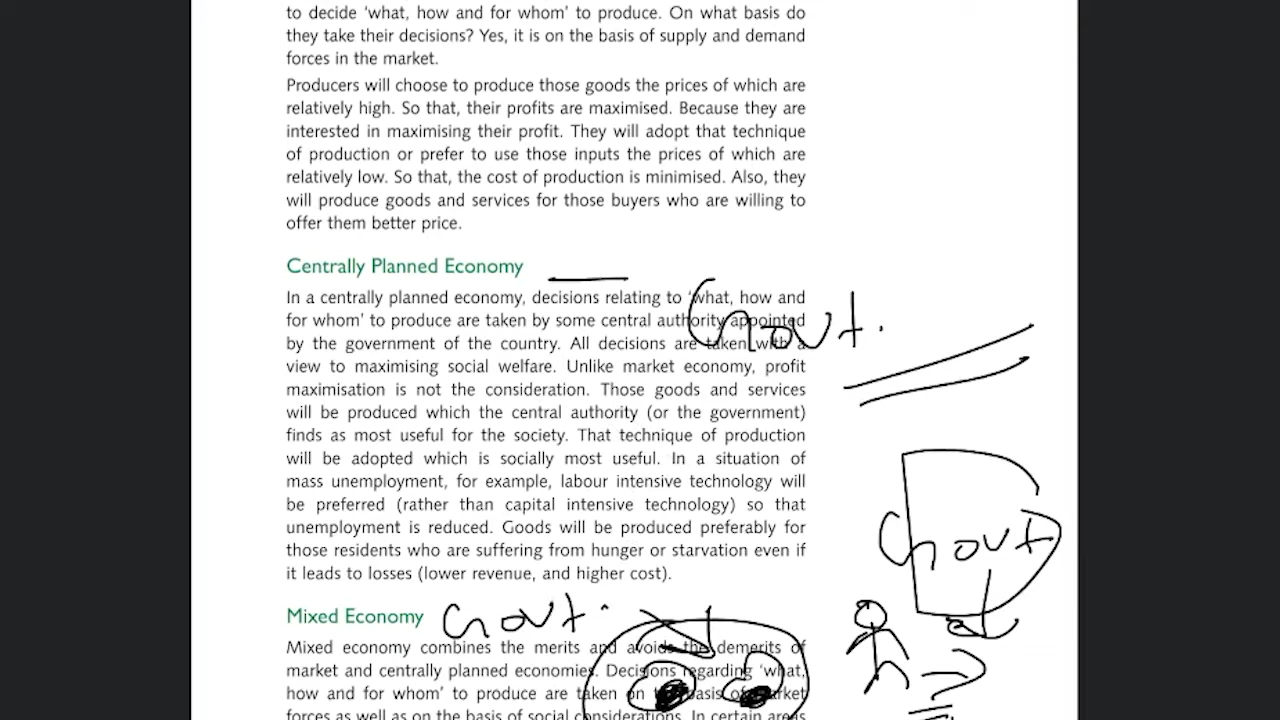 to decide ‘what, how and for whom’ to produce. On what basis do
they take their decisions? Yes, it is on the basis of supply and demand
forces in the market.
Producers will choose to produce those goods the prices of which are
relatively high. So that, their profits are maximised. Because they are
interested in maximising their profit. They will adopt that technique
of production or prefer to use those inputs the prices of which are
relatively low. So that, the cost of production is minimised. Also, they
will produce goods and services for those buyers who are willing to
offer them better price.
Centrally Planned Economy
In a centrally planned economy, decisions relating to ‘what, how and
for whom’ to produce are taken by some central authority appointed
Govt.
by the government of the country. All decisions are taken with a
view to maximising social welfare. Unlike market economy, profit
maximisation is not the consideration. Those goods and services
will be produced which the central authority (or the government)
finds as most useful for the society. That technique of production
will be adopted which is socially most useful. In a situation of
mass unemployment, for example, labour intensive technology will
be preferred (rather than capital intensive technology) so that
unemployment is reduced. Goods will be produced preferably for
Govt
those residents who are suffering from hunger or starvation even if
it leads to losses (lower revenue, and higher cost).
Mixed Economy Govt.
Mixed economy combines the merits and avoids the demerits of
market and centrally planned economies. Decisions regarding ‘what,
how and for whom’ to produce are taken on the basis of market
forces as well as on the basis of social considerations. In certain areas